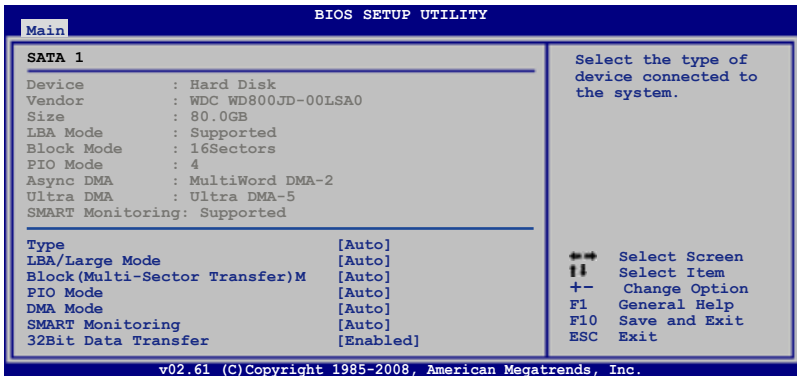 BIOS SETUP UTILITY
Main
SATA 1
Device : Hard Disk
Vendor : WDC WD800JD-00LSA0
Size : 80.0GB
LBA Mode : Supported
Block Mode : 16Sectors
PIO Mode : 4
Async DMA : MultiWord DMA-2
Ultra DMA : Ultra DMA-5
SMART Monitoring: Supported
Type [Auto]
LBA/Large Mode [Auto]
Block(Multi-Sector Transfer)M [Auto]
PIO Mode [Auto]
DMA Mode [Auto]
SMART Monitoring [Auto]
32Bit Data Transfer [Enabled]
Select the type of
device connected to
the system.
←→ Select Screen
↑↓ Select Item
+- Change Option
F1 General Help
F10 Save and Exit
ESC Exit
v02.61 (C)Copyright 1985-2008, American Megatrends, Inc.